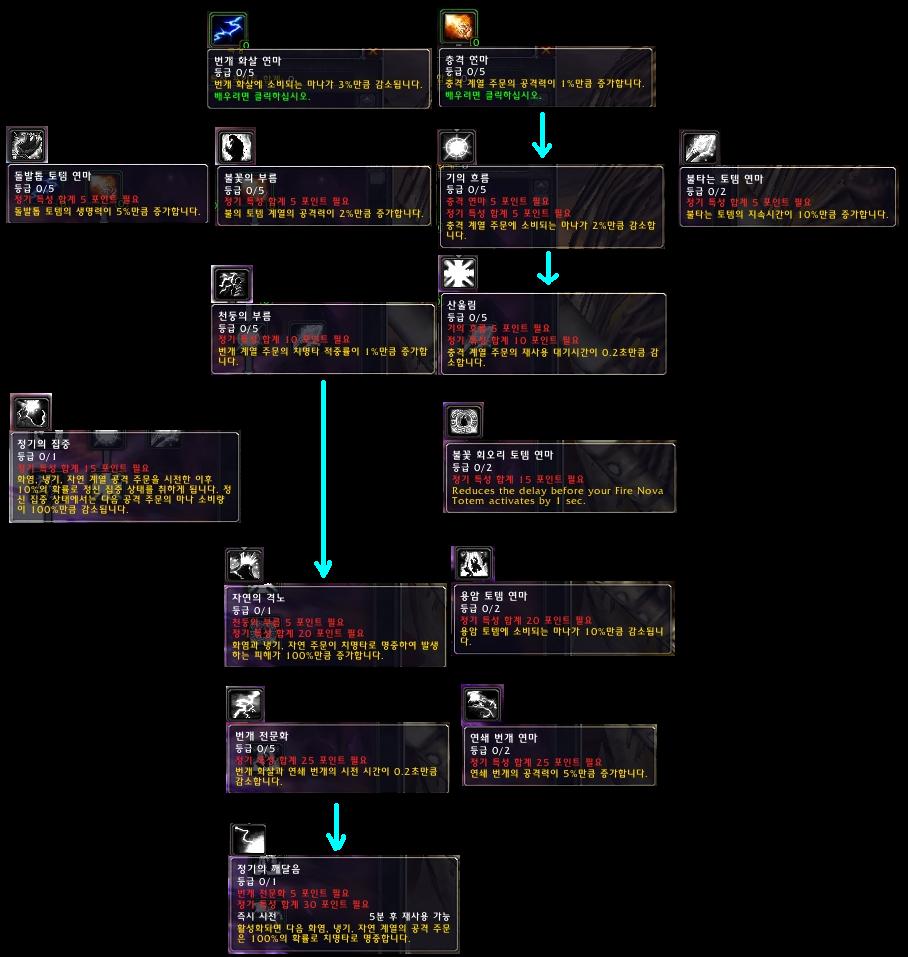 번개 화살 연마
등급 0/5
번개 화살에 소비되는 마나가 3%만큼 감소됩니다.
배우려면 클릭하십시오.
충격 연마
등급 0/5
충격 계열 주문의 공격력이 1%만큼 증가합니다.
배우려면 클릭하십시오.
돌발톱 토템 연마
등급 0/5
정기 특성 합계 5 포인트 필요
돌발톱 토템의 생명력이 5%만큼 증가합니다.
불꽃의 부름
등급 0/5
정기 특성 합계 5 포인트 필요
불의 토템 계열의 공격력이 2%만큼 증가합니다.
기의 흐름
등급 0/5
충격 연마 5 포인트 필요
정기 특성 합계 5 포인트 필요
충격 계열 주문에 소비되는 마나가 2%만큼 감소합
니다.
불타는 토템 연마
등급 0/2
정기 특성 합계 5 포인트 필요
불타는 토템의 지속시간이 10%만큼 증가합니다.
천둥의 부름
등급 0/5
정기 특성 합계 10 포인트 필요
번개 계열 주문의 치명타 적중률이 1%만큼 증가합
니다.
산울림
등급 0/5
기의 흐름 5 포인트 필요
정기 특성 합계 10 포인트 필요
충격 계열 주문의 재사용 대기시간이 0.2초만큼 감
소합니다.
정기의 집중
등급 0/1
정기 특성 합계 15 포인트 필요
화염, 냉기, 자연 계열 공격 주문을 시전한 이후
10%의 확률로 정신 집중 상태를 취하게 됩니다. 정
신 집중 상태에서는 다음 공격 주문의 마나 소비량
이 100%만큼 감소됩니다.
불꽃 회오리 토템 연마
등급 0/2
정기 특성 합계 15 포인트 필요
Reduces the delay before your Fire Nova
Totem activates by 1 sec.
자연의 격노
등급 0/1
천둥의 부름 5 포인트 필요
정기 특성 합계 20 포인트 필요
화염과 냉기, 자연 주문이 치명타로 명중하여 발생
하는 피해가 100%만큼 증가합니다.
용암 토템 연마
등급 0/2
정기 특성 합계 20 포인트 필요
용암 토템에 소비되는 마나가 10%만큼 감소됩니
다.
번개 전문화
등급 0/5
정기 특성 합계 25 포인트 필요
번개 화살과 연쇄 번개의 시전 시간이 0.2초만큼
감소합니다.
연쇄 번개 연마
등급 0/2
정기 특성 합계 25 포인트 필요
연쇄 번개의 공격력이 5%만큼 증가합니다.
정기의 깨달음
등급 0/1
번개 전문화 5 포인트 필요
정기 특성 합계 30 포인트 필요
즉시 시전 5분 후 재사용 가능
활성화되면 다음 화염, 냉기, 자연 계열의 공격 주문
은 100%의 확률로 치명타로 명중합니다.